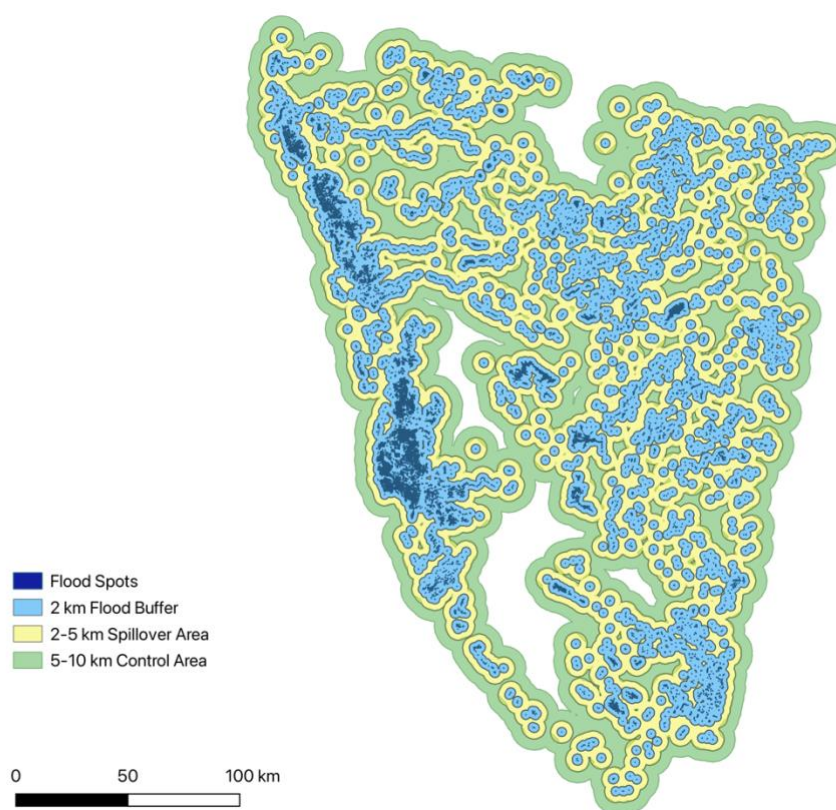 Flood Spots
2 km Flood Buffer
2-5 km Spillover Area
5-10 km Control Area
0 50 100 km